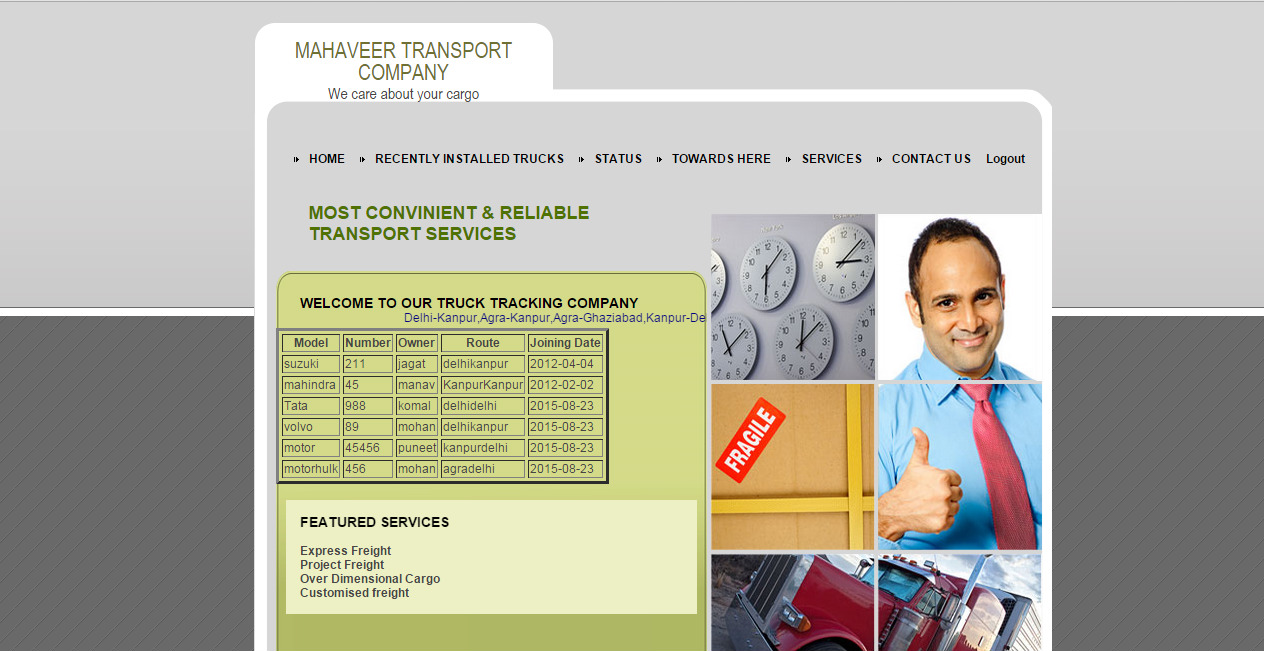 MAHAVEER TRANSPORT
COMPANY
We care about your cargo
HOME RECENTLY INSTALLED TRUCKS STATUS TOWARDS HERE SERVICES CONTACT US Logout
MOST CONVINIENT & RELIABLE
TRANSPORT SERVICES
WELCOME TO OUR TRUCK TRACKING COMPANY
Delhi-Kanpur,Agra-Kanpur,Agra-Ghaziabad,Kanpur-De
Model Number Owner Route Joining Date
suzuki 211 jagat delhikanpur 2012-04-04
mahindra 45 manav KanpurKanpur 2012-02-02
Tata 988 komal delhidelhi 2015-08-23
volvo 89 mohan delhikanpur 2015-08-23
motor 45456 puneet kanpurdelhi 2015-08-23
motorhulk 456 mohan agradelhi 2015-08-23
FEATURED SERVICES
Express Freight
Project Freight
Over Dimensional Cargo
Customised freight
FRAGILE